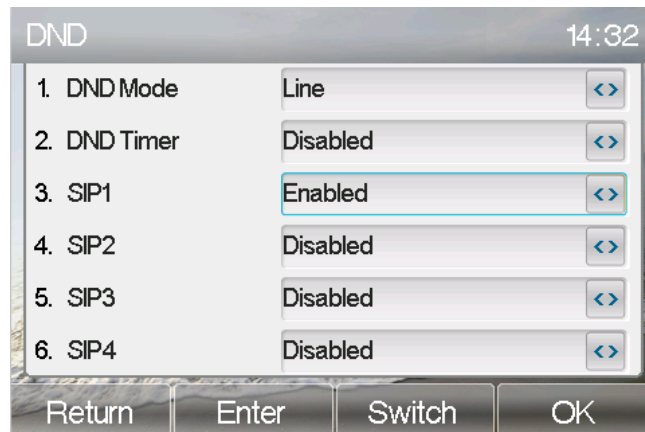 DND 14:32
1. DND Mode Line
2. DND Timer Disabled
3. SIP1 Enabled
4. SIP2 Disabled
5. SIP3 Disabled
6. SIP4 Disabled
Return Enter Switch OK